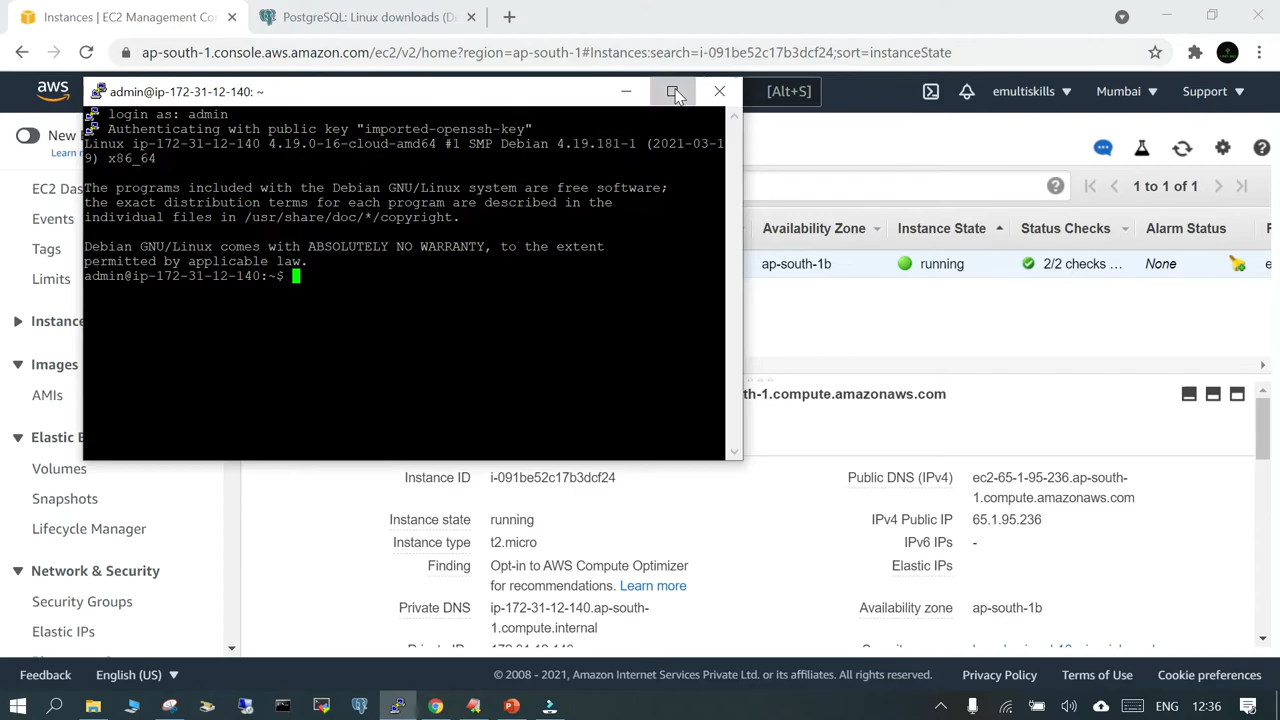 Instances | EC2 Management Con
PostgreSQL: Linux downloads (De
ap-south-1.console.aws.amazon.com/ec2/v2/home?region=ap-south-1#Instances:search=i-091be52c17b3dcf24;sort=instanceState
aws
[Alt+S]
emultiskills
Mumbai
Support
New E
Learn m
EC2 Das
Events
Tags
Limits
Instance
Images
AMIs
Elastic B
Volumes
Snapshots
Lifecycle Manager
Network & Security
Security Groups
Elastic IPs
admin@ip-172-31-12-140: ~
login as: admin
Authenticating with public key "imported-openssh-key"
Linux ip-172-31-12-140 4.19.0-16-cloud-amd64 #1 SMP Debian 4.19.181-1 (2021-03-1
9) x86_64
The programs included with the Debian GNU/Linux system are free software;
the exact distribution terms for each program are described in the
individual files in /usr/share/doc/*/copyright.
Debian GNU/Linux comes with ABSOLUTELY NO WARRANTY, to the extent
permitted by applicable law.
admin@ip-172-31-12-140:~$
1 to 1 of 1
Availability Zone
Instance State
Status Checks
Alarm Status
ap-south-1b
running
2/2 checks ...
None
e
th-1.compute.amazonaws.com
Instance ID
i-091be52c17b3dcf24
Public DNS (IPv4)
ec2-65-1-95-236.ap-south-
1.compute.amazonaws.com
Instance state
running
IPv4 Public IP
65.1.95.236
Instance type
t2.micro
IPv6 IPs
-
Finding
Opt-in to AWS Compute Optimizer
for recommendations. Learn more
Elastic IPs
Private DNS
ip-172-31-12-140.ap-south-
1.compute.internal
Availability zone
ap-south-1b
Feedback
English (US)
© 2008 - 2021, Amazon Internet Services Private Ltd. or its affiliates. All rights reserved.
Privacy Policy
Terms of Use
Cookie preferences
ENG
12:36